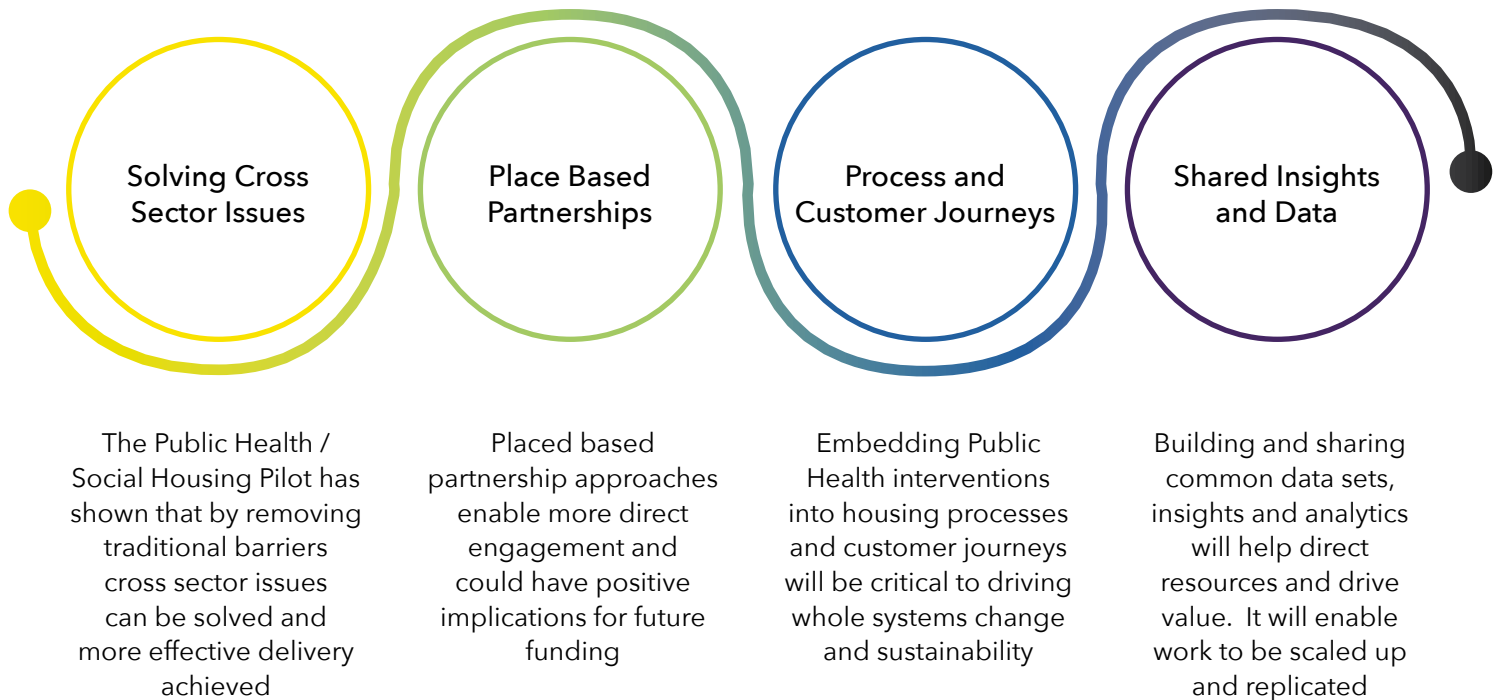 Solving Cross
Sector Issues
Place Based
Partnerships
Process and
Customer Journeys
Shared Insights
and Data
The Public Health /
Social Housing Pilot has
shown that by removing
traditional barriers
cross sector issues
can be solved and
more effective delivery
achieved
Placed based
partnership approaches
enable more direct
engagement and
could have positive
implications for future
funding
Embedding Public
Health interventions
into housing processes
and customer journeys
will be critical to driving
whole systems change
and sustainability
Building and sharing
common data sets,
insights and analytics
will help direct
resources and drive
value.  It will enable
work to be scaled up
and replicated